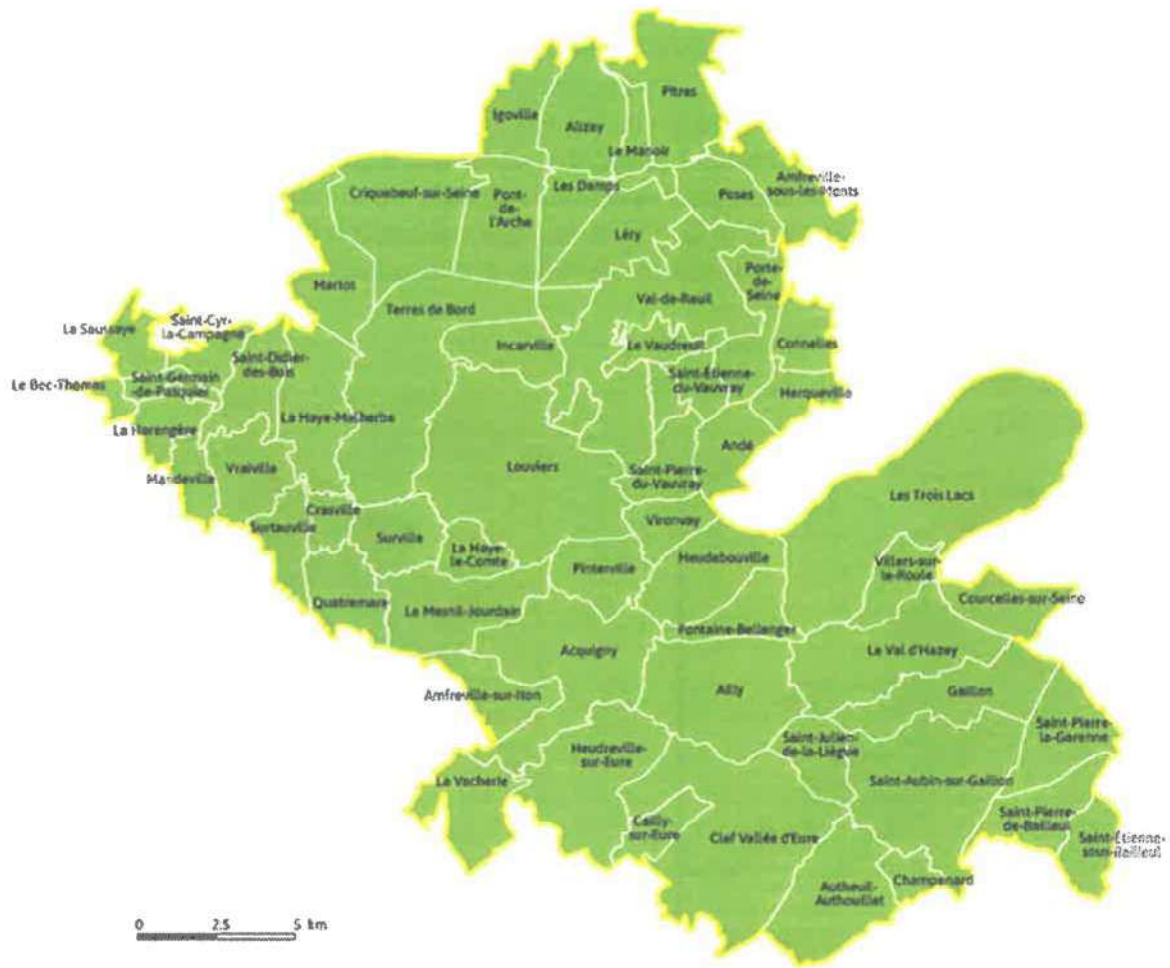 Pîtres
Igoville
Alizay
Le Manoir
Criquebeuf-sur-Seine
Pont-
de-
l'Arche
Les Damps
Poses
Amfreville-
sous-les-Monts
Léry
Martot
Terres de Bord
Val-de-Reuil
Porte-
de-
Seine
La Saussaye
Saint-Cyr-
la-Campagne
Saint-Didier-
des-Bois
Incarville
Le Vaudreuil
Connelles
Le Bec-Thomas
Saint-Germain
-de-Pasquier
Saint-Étienne-
du-Vauvray
Herqueville
La Harengère
La Haye-Malherbe
Andé
Mandeville
Vraiville
Louviers
Saint-Pierre-
du-Vauvray
Les Trois Lacs
Surtauville
Crasville
Surville
La Haye-
le-Comte
Vironvay
Pinterville
Heudebouville
Villers-sur-
le-Roule
Courcelles-sur-Seine
Quatremare
Le Mesnil-Jourdain
Fontaine-Bellenger
Acquigny
Le Val d'Hazey
Amfreville-sur-Iton
Ailly
Gaillon
Saint-Pierre-
la-Garenne
Heudreville-
sur-Eure
Saint-Julien-
de-la-Liègue
La Vacherie
Saint-Aubin-sur-Gaillon
Cailly-
sur-Eure
Clef Vallée d'Eure
Saint-Pierre-
de-Bailleul
Saint-Étienne-
sous-Bailleul
Autheuil-
Authouillet
Champenard
0 2.5 5 km